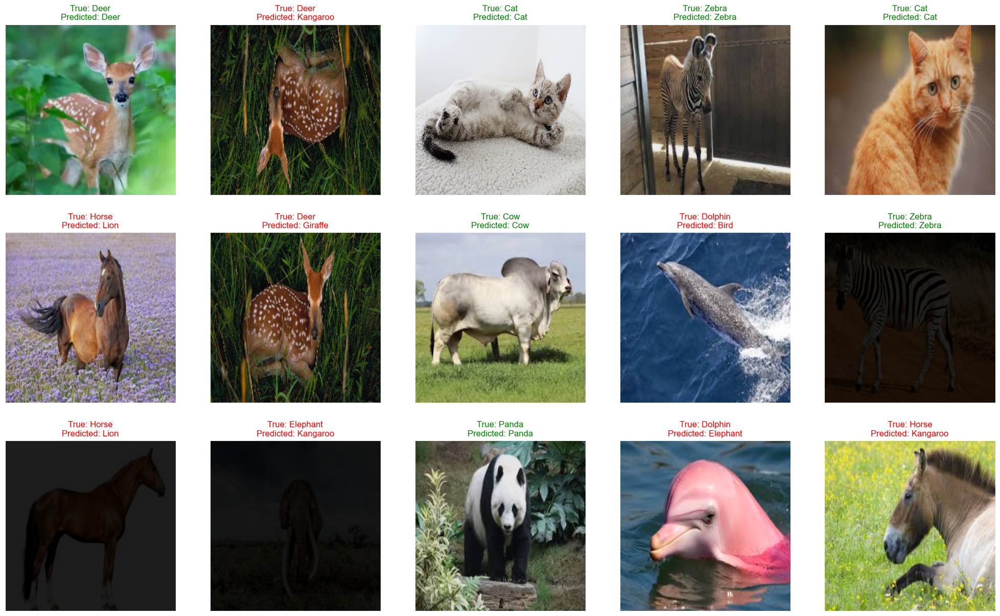 True: Deer
Predicted: Deer
True: Deer
Predicted: Kangaroo
True: Cat
Predicted: Cat
True: Zebra
Predicted: Zebra
True: Cat
Predicted: Cat
True: Horse
Predicted: Lion
True: Deer
Predicted: Giraffe
True: Cow
Predicted: Cow
True: Dolphin
Predicted: Bird
True: Zebra
Predicted: Zebra
True: Horse
Predicted: Lion
True: Elephant
Predicted: Kangaroo
True: Panda
Predicted: Panda
True: Dolphin
Predicted: Elephant
True: Horse
Predicted: Kangaroo